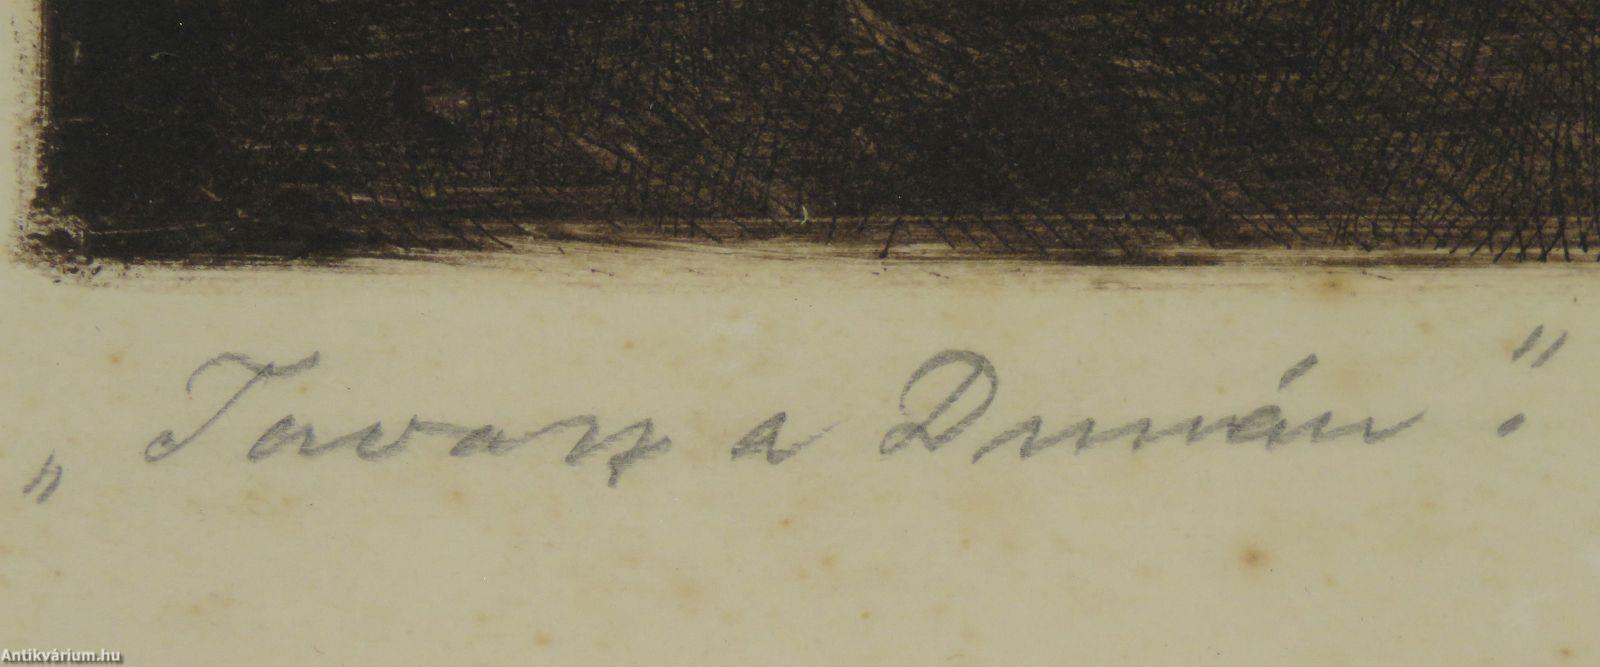 „Tavasz a Dunán."
Antikvárium.hu